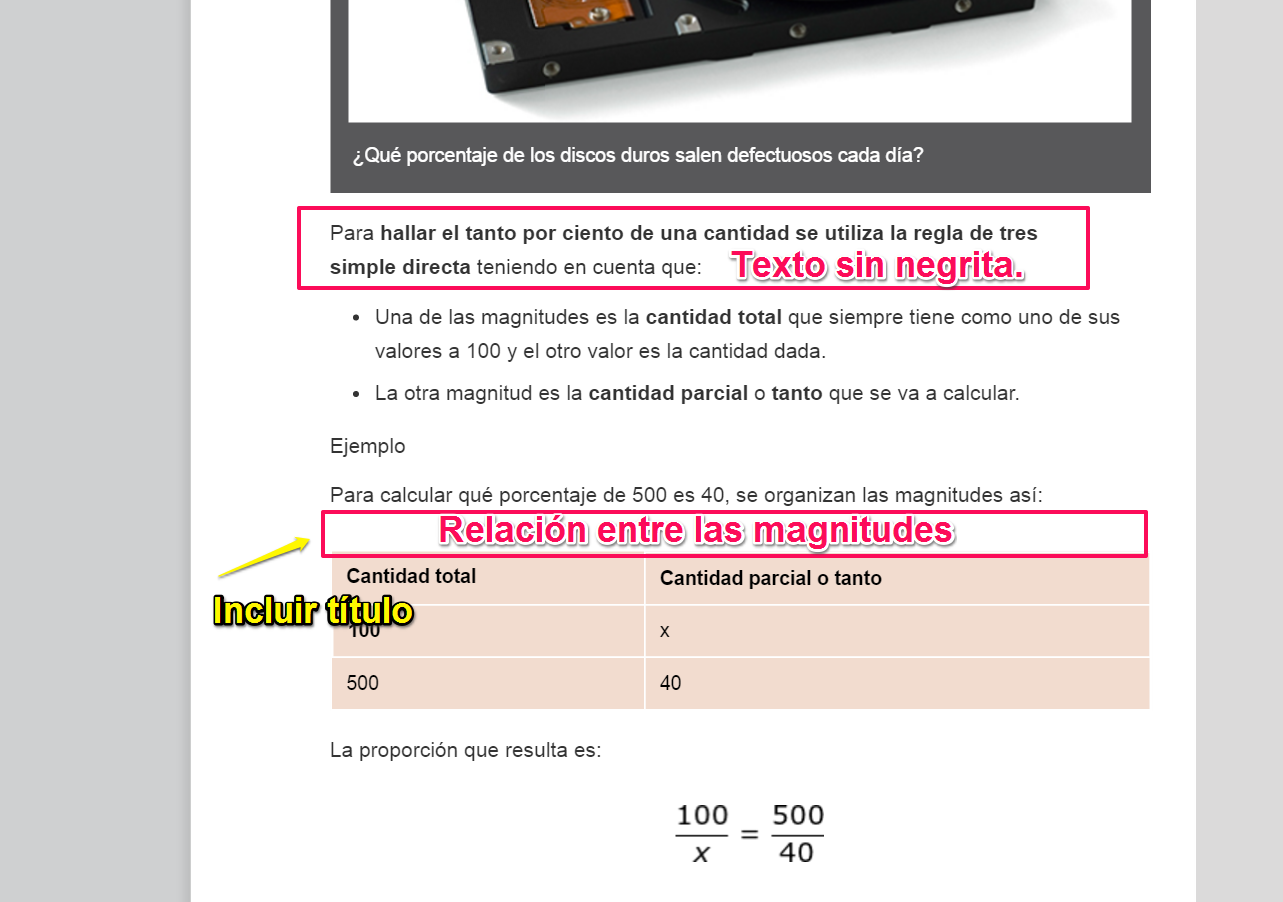 ¿Qué porcentaje de los discos duros salen defectuosos cada día?
Para hallar el tanto por ciento de una cantidad se utiliza la regla de tres
simple directa teniendo en cuenta que:
Texto sin negrita.
• Una de las magnitudes es la cantidad total que siempre tiene como uno de sus
valores a 100 y el otro valor es la cantidad dada.
• La otra magnitud es la cantidad parcial o tanto que se va a calcular.
Ejemplo
Para calcular qué porcentaje de 500 es 40, se organizan las magnitudes así:
Relación entre las magnitudes
Incluir título
Cantidad total Cantidad parcial o tanto
100 x
500 40
La proporción que resulta es:
100/x = 500/40